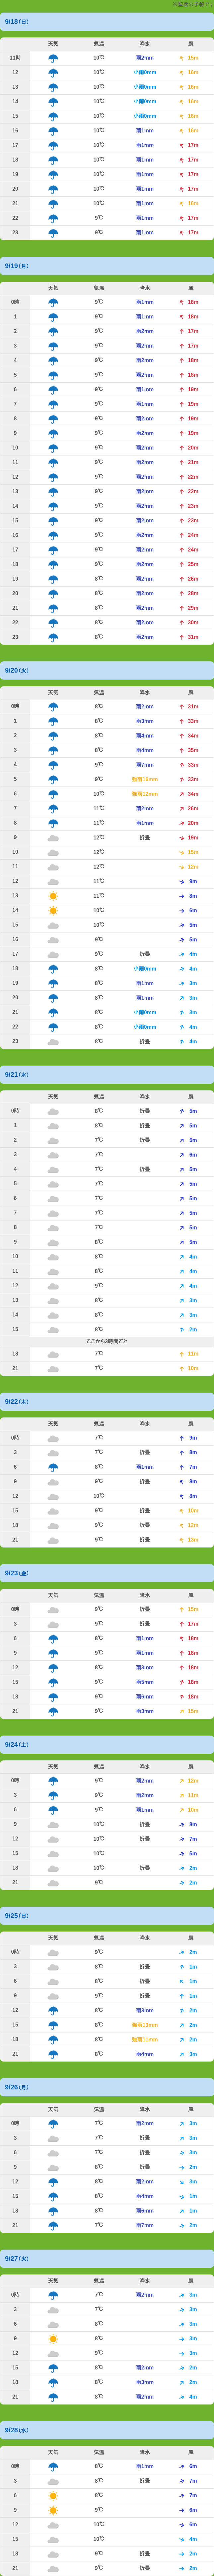 9/18(日)
天気 気温 降水 風
11時 10℃ 雨2mm 15m
12 10℃ 小雨0mm 16m
13 10℃ 小雨0mm 16m
14 10℃ 小雨0mm 16m
15 10℃ 小雨0mm 16m
16 10℃ 雨1mm 16m
17 10℃ 雨1mm 17m
18 10℃ 雨1mm 17m
19 10℃ 雨1mm 17m
20 10℃ 雨1mm 17m
21 10℃ 雨1mm 16m
22 9℃ 雨1mm 17m
23 9℃ 雨1mm 17m
9/19(月)
天気 気温 降水 風
0時 9℃ 雨1mm 18m
1 9℃ 雨1mm 18m
2 9℃ 雨2mm 17m
3 9℃ 雨2mm 17m
4 9℃ 雨2mm 18m
5 9℃ 雨2mm 18m
6 9℃ 雨1mm 19m
7 8℃ 雨1mm 19m
8 8℃ 雨2mm 19m
9 9℃ 雨2mm 19m
10 8℃ 雨2mm 20m
11 8℃ 雨2mm 21m
12 8℃ 雨2mm 22m
13 8℃ 雨2mm 22m
14 9℃ 雨2mm 23m
15 9℃ 雨2mm 23m
16 9℃ 雨2mm 24m
17 9℃ 雨2mm 24m
18 9℃ 雨2mm 25m
19 8℃ 雨2mm 26m
20 8℃ 雨2mm 28m
21 8℃ 雨2mm 29m
22 8℃ 雨2mm 30m
23 8℃ 雨2mm 31m
9/20(火)
天気 気温 降水 風
0時 8℃ 雨2mm 31m
1 8℃ 雨3mm 33m
2 8℃ 雨4mm 34m
3 8℃ 雨4mm 35m
4 9℃ 雨7mm 33m
5 9℃ 強雨16mm 33m
6 10℃ 強雨12mm 34m
7 11℃ 雨2mm 26m
8 11℃ 雨1mm 20m
9 12℃ 折畳 19m
10 12℃ 15m
11 12℃ 12m
12 11℃ 9m
13 11℃ 8m
14 10℃ 6m
15 10℃ 5m
16 9℃ 5m
17 9℃ 折畳 4m
18 8℃ 小雨0mm 4m
19 8℃ 雨1mm 3m
20 8℃ 雨1mm 3m
21 8℃ 小雨0mm 3m
22 8℃ 小雨0mm 4m
23 8℃ 折畳 4m
9/21(水)
天気 気温 降水 風
0時 8℃ 折畳 5m
1 8℃ 折畳 5m
2 7℃ 折畳 5m
3 7℃ 6m
4 7℃ 折畳 5m
5 7℃ 5m
6 7℃ 5m
7 7℃ 5m
8 7℃ 5m
9 8℃ 5m
10 8℃ 4m
11 8℃ 4m
12 9℃ 4m
13 8℃ 3m
14 8℃ 3m
15 8℃ 2m
ここから3時間ごと
18 7℃ 11m
21 7℃ 10m
9/22(木)
天気 気温 降水 風
0時 7℃ 9m
3 7℃ 折畳 8m
6 8℃ 雨1mm 7m
9 9℃ 折畳 8m
12 10℃ 8m
15 9℃ 折畳 10m
18 9℃ 折畳 12m
21 9℃ 折畳 13m
9/23(金)
天気 気温 降水 風
0時 9℃ 折畳 15m
3 9℃ 折畳 17m
6 9℃ 雨1mm 18m
9 9℃ 雨1mm 18m
12 8℃ 雨3mm 18m
15 9℃ 雨5mm 18m
18 9℃ 雨6mm 18m
21 9℃ 雨3mm 15m
9/24(土)
天気 気温 降水 風
0時 9℃ 雨2mm 12m
3 9℃ 雨2mm 11m
6 9℃ 雨1mm 10m
9 10℃ 折畳 8m
12 10℃ 折畳 7m
15 10℃ 5m
18 10℃ 折畳 2m
21 9℃ 2m
9/25(日)
天気 気温 降水 風
0時 9℃ 2m
3 8℃ 折畳 1m
6 8℃ 折畳 1m
9 9℃ 折畳 1m
12 8℃ 雨3mm 2m
15 8℃ 強雨13mm 2m
18 8℃ 強雨11mm 2m
21 8℃ 雨4mm 3m
9/26(月)
天気 気温 降水 風
0時 7℃ 雨2mm 3m
3 7℃ 折畳 3m
6 7℃ 折畳 3m
9 8℃ 折畳 2m
12 8℃ 雨2mm 3m
15 8℃ 雨4mm 1m
18 8℃ 雨6mm 1m
21 7℃ 雨7mm 2m
9/27(火)
天気 気温 降水 風
0時 7℃ 雨2mm 3m
3 7℃ 3m
6 8℃ 3m
9 8℃ 3m
12 9℃ 3m
15 8℃ 雨2mm 2m
18 8℃ 雨3mm 2m
21 8℃ 雨2mm 4m
9/28(水)
天気 気温 降水 風
0時 8℃ 雨1mm 6m
3 8℃ 折畳 7m
6 8℃ 7m
9 9℃ 6m
12 10℃ 6m
15 10℃ 4m
18 9℃ 折畳 2m
21 9℃ 折畳 2m